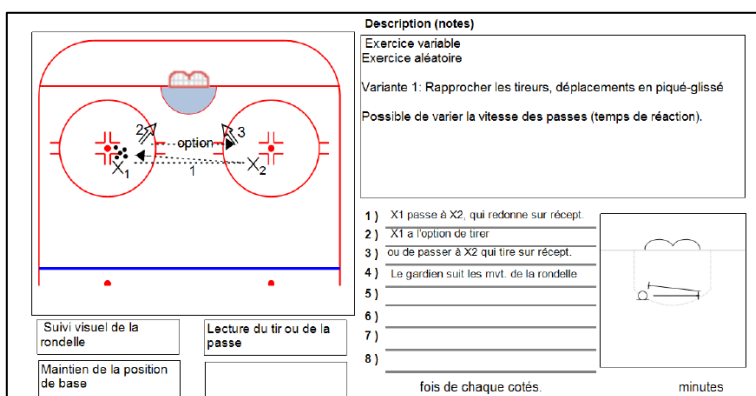 Description (notes)
Exercice variable
Exercice aléatoire
Variante 1: Rapprocher les tireurs, déplacements en piqué-glissé
Possible de varier la vitesse des passes (temps de réaction).
2
option
3
X1
1
X2
1 ) X1 passe à X2, qui redonne sur récept.
2 ) X1 a l'option de tirer
3 ) ou de passer à X2 qui tire sur récept.
4 ) Le gardien suit les mvt. de la rondelle
5 )
6 )
7 )
8 )
Suivi visuel de la
rondelle
Lecture du tir ou de la
passe
Maintien de la position
de base
fois de chaque cotés.
minutes